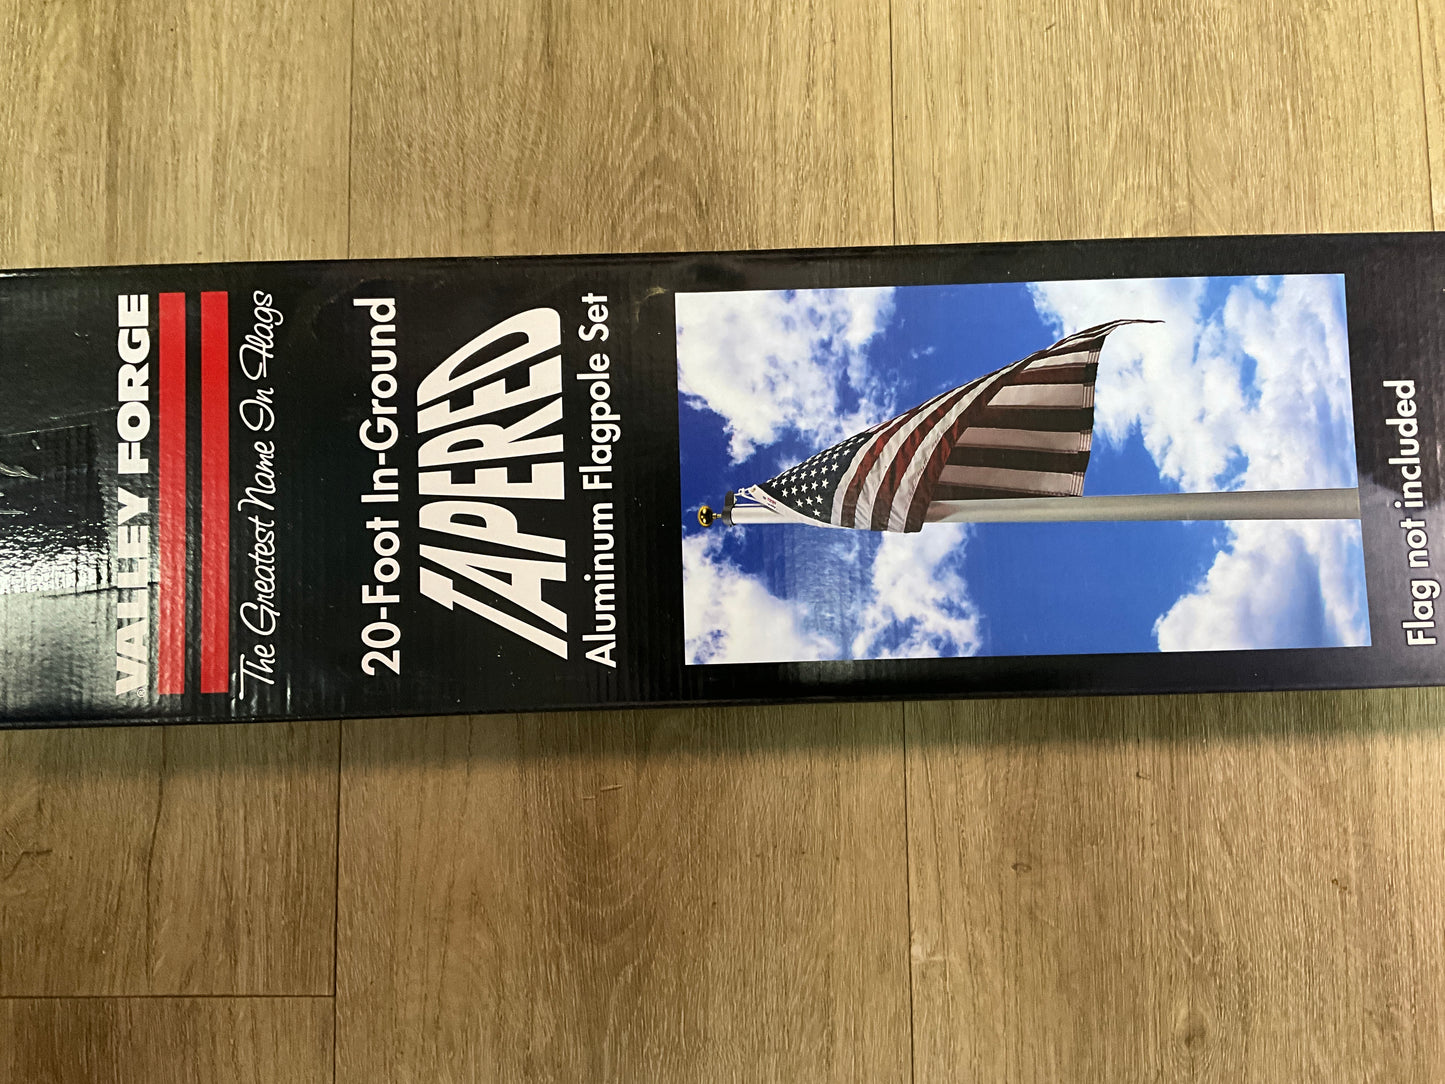 VALLEY FORGE
®
The Greatest Name In Flags
20-Foot In-Ground
TAPERED
Aluminum Flagpole Set
Flag not included